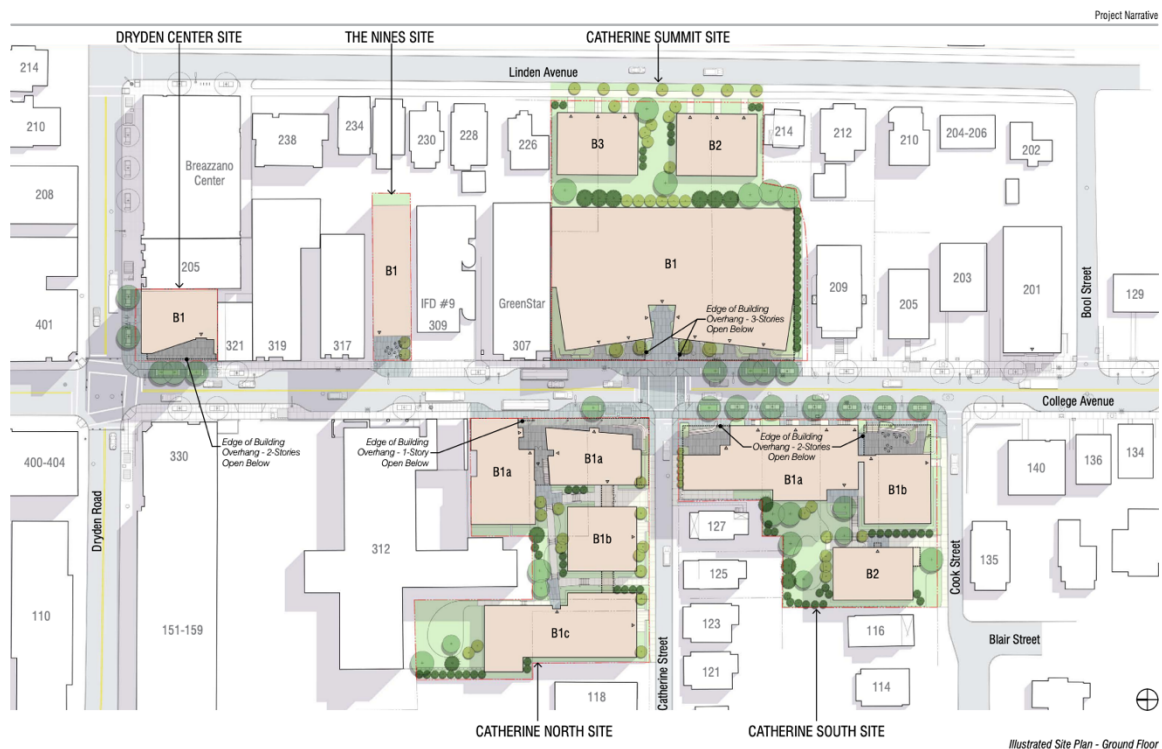 Project Narrative
DRYDEN CENTER SITE
THE NINES SITE
CATHERINE SUMMIT SITE
Linden Avenue
214
210
208
401
Breazzano
Center
205
B1
238
234
230
228
226
321
319
317
B1
IFD #9
309
GreenStar
307
B3
B2
B1
Edge of Building
Overhang - 3-Stories
Open Below
214
212
210
204-206
202
209
205
203
201
Bool Street
129
College Avenue
Edge of Building
Overhang - 2-Stories
Open Below
Edge of Building
Overhang - 1-Story
Open Below
Edge of Building
Overhang - 2-Stories
Open Below
400-404
330
Dryden Road
110
151-159
312
B1a
B1a
B1b
B1c
118
Catherine Street
127
125
123
121
B1a
B1b
B2
116
114
Cook Street
140
136
134
135
Blair Street
CATHERINE NORTH SITE
CATHERINE SOUTH SITE
Illustrated Site Plan - Ground Floor